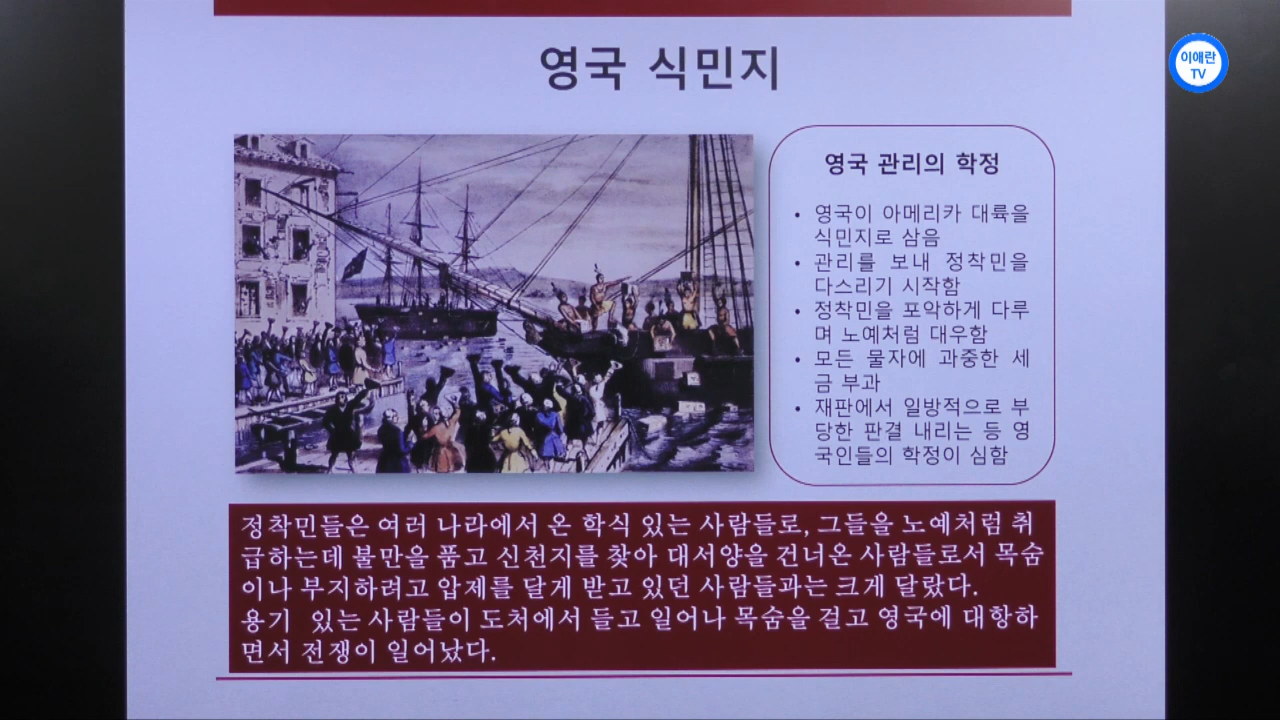 영국 식민지
이애란
TV
영국 관리의 학정
• 영국이 아메리카 대륙을
식민지로 삼음
• 관리를 보내 정착민을
다스리기 시작함
• 정착민을 포악하게 다루
며 노예처럼 대우함
• 모든 물자에 과중한 세
금 부과
• 재판에서 일방적으로 부
당한 판결 내리는 등 영
국인들의 학정이 심함
정착민들은 여러 나라에서 온 학식 있는 사람들로, 그들을 노예처럼 취
급하는데 불만을 품고 신천지를 찾아 대서양을 건너온 사람들로서 목숨
이나 부지하려고 압제를 달게 받고 있던 사람들과는 크게 달랐다.
용기 있는 사람들이 도처에서 들고 일어나 목숨을 걸고 영국에 대항하
면서 전쟁이 일어났다.